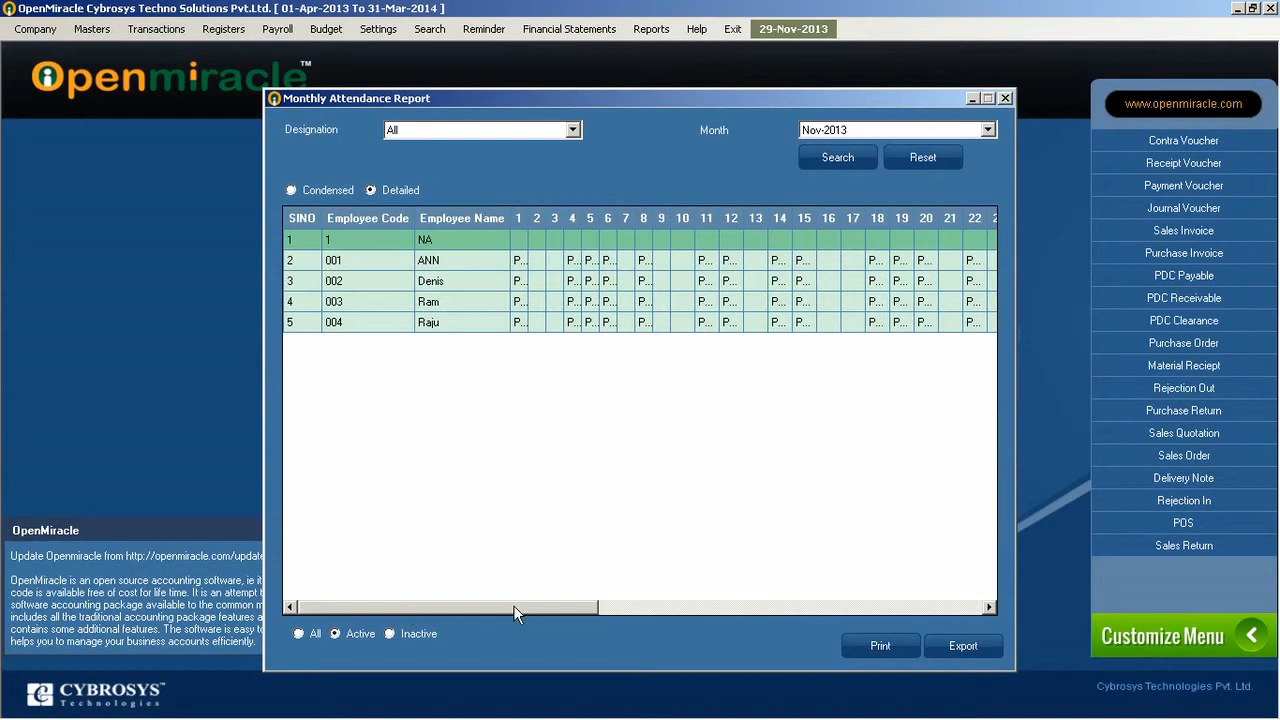 OpenMiracle Cybrosys Techno Solutions Pvt.Ltd. [ 01-Apr-2013 To 31-Mar-2014 ]
Company Masters Transactions Registers Payroll Budget Settings Search Reminder Financial Statements Reports Help Exit 29-Nov-2013
Openmiracle™
Monthly Attendance Report
Designation All Month Nov-2013
Search Reset
Condensed Detailed
SlNO Employee Code Employee Name 1 2 3 4 5 6 7 8 9 10 11 12 13 14 15 16 17 18 19 20 21 22
1 1 NA
2 001 ANN P... P... P... P... P... P... P... P... P... P... P... P... P...
3 002 Denis P... P... P... P... P... P... P... P... P... P... P... P... P...
4 003 Ram P... P... P... P... P... P... P... P... P... P... P... P... P...
5 004 Raju P... P... P... P... P... P... P... P... P... P... P... P... P...
All Active Inactive
Print Export
www.openmiracle.com
Contra Voucher
Receipt Voucher
Payment Voucher
Journal Voucher
Sales Invoice
Purchase Invoice
PDC Payable
PDC Receivable
PDC Clearance
Purchase Order
Material Reciept
Rejection Out
Purchase Return
Sales Quotation
Sales Order
Delivery Note
Rejection In
POS
Sales Return
Customize Menu
OpenMiracle
Update Openmiracle from http://openmiracle.com/update
OpenMiracle is an open source accounting software, ie it
code is available free of cost for life time. It is an attempt t
software accounting package available to the common m
includes all the traditional accounting package features a
contains some additional features. The software is easy t
helps you to manage your business accounts efficiently.
CYBROSYS™
Technologies
Cybrosys Technologies Pvt. Ltd.